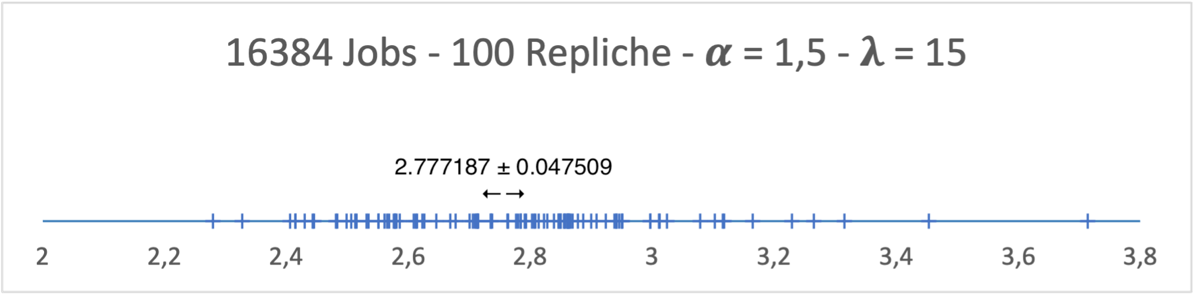 16384 Jobs - 100 Repliche - α = 1,5 - λ = 15
2.777187 ± 0.047509
2 2,2 2,4 2,6 2,8 3 3,2 3,4 3,6 3,8